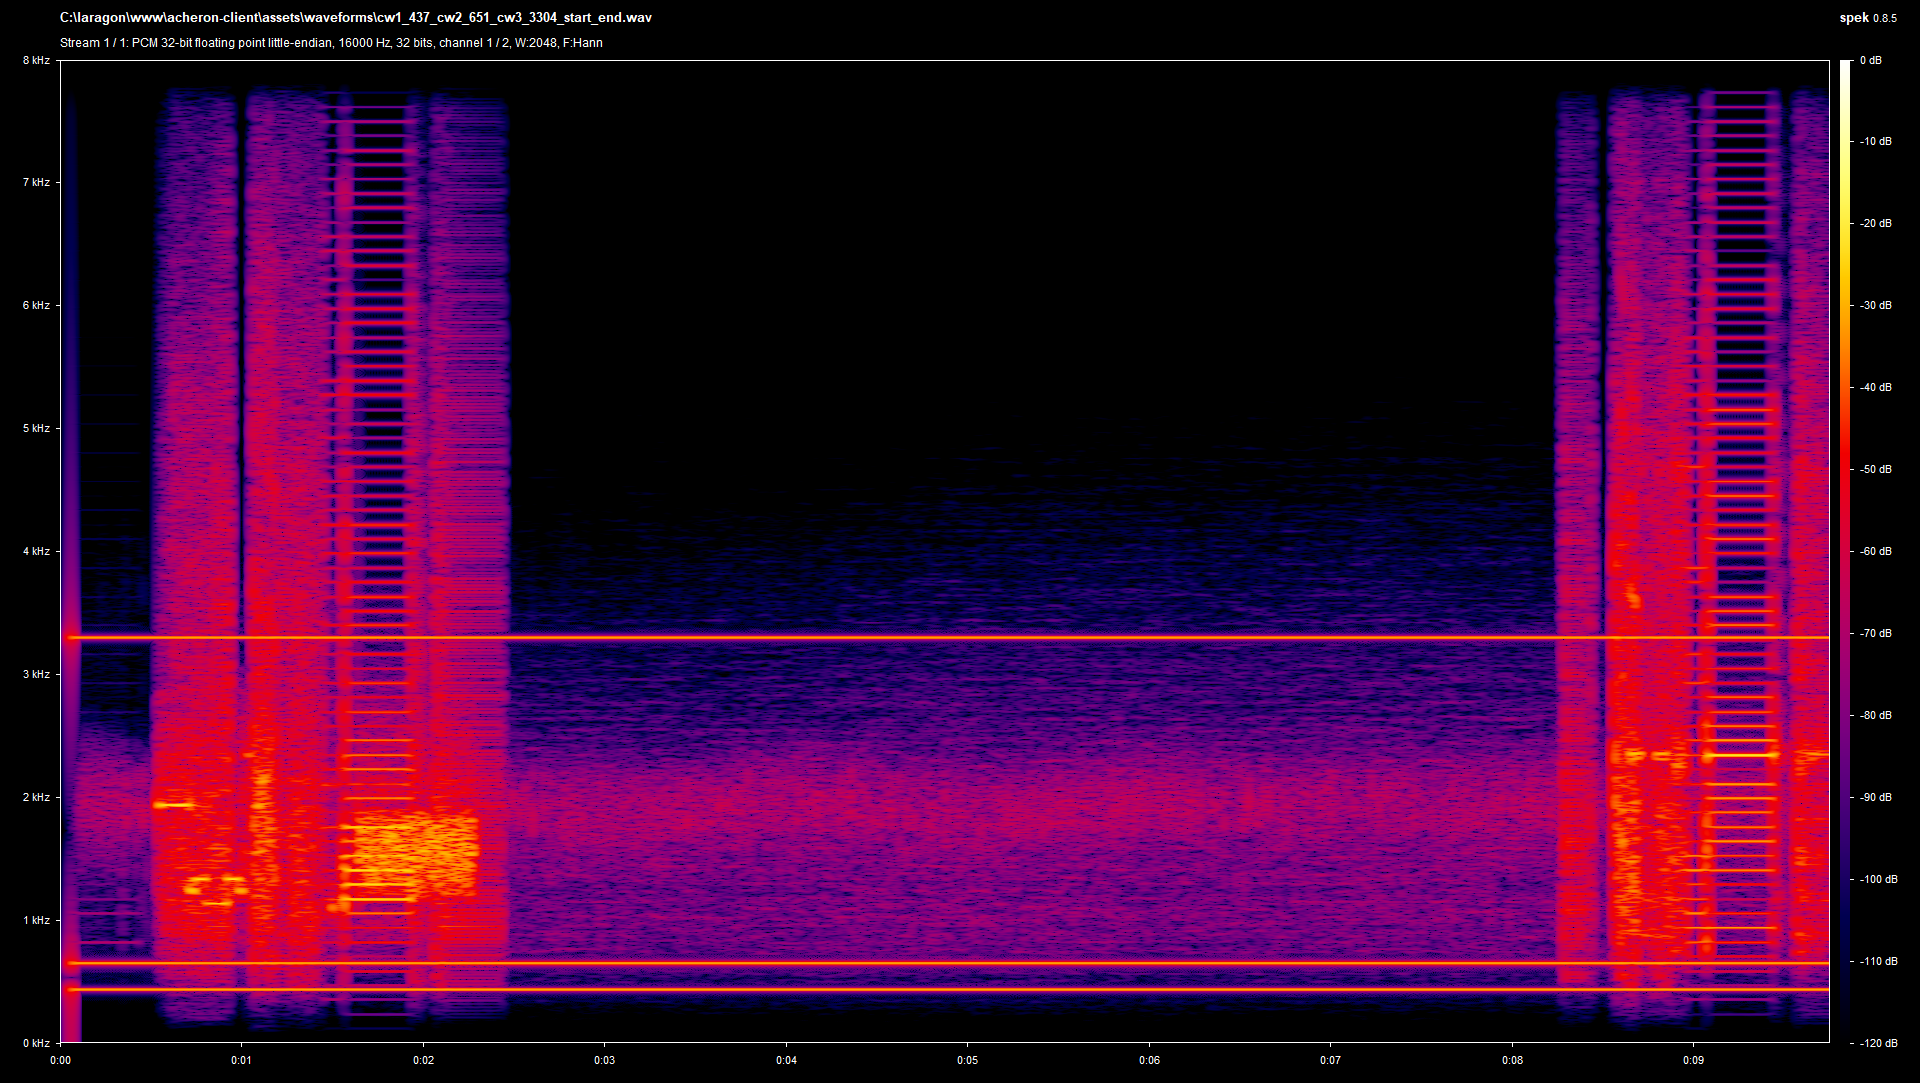 C:\laragon\www\acheron-client\assets\waveforms\cw1_437_cw2_651_cw3_3304_start_end.wav
spek 0.8.5
Stream 1 / 1: PCM 32-bit floating point little-endian, 16000 Hz, 32 bits, channel 1 / 2, W:2048, F:Hann
8 kHz
7 kHz
6 kHz
5 kHz
4 kHz
3 kHz
2 kHz
1 kHz
0 kHz
0:00
0:01
0:02
0:03
0:04
0:05
0:06
0:07
0:08
0:09
0 dB
-10 dB
-20 dB
-30 dB
-40 dB
-50 dB
-60 dB
-70 dB
-80 dB
-90 dB
-100 dB
-110 dB
-120 dB